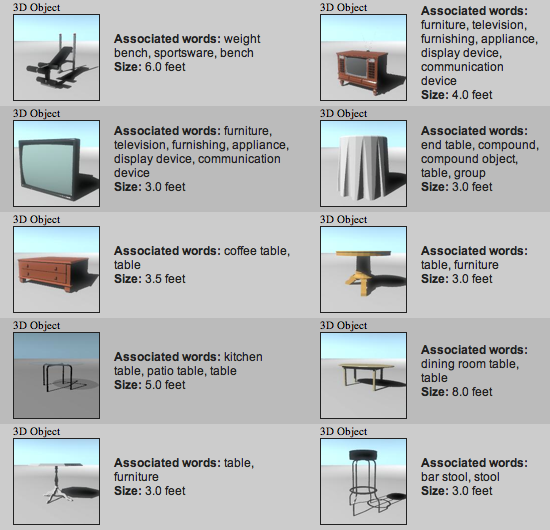 3D Object
Associated words: weight
bench, sportsware, bench
Size: 6.0 feet
3D Object
Associated words:
furniture, television,
furnishing, appliance,
display device,
communication
device
Size: 4.0 feet
3D Object
Associated words: furniture,
television, furnishing, appliance,
display device, communication
device
Size: 3.0 feet
3D Object
Associated words:
end table, compound,
compound object,
table, group
Size: 3.0 feet
3D Object
Associated words: coffee table,
table
Size: 3.5 feet
3D Object
Associated words:
table, furniture
Size: 3.0 feet
3D Object
Associated words: kitchen
table, patio table, table
Size: 5.0 feet
3D Object
Associated words:
dining room table,
table
Size: 8.0 feet
3D Object
Associated words: table,
furniture
Size: 3.0 feet
3D Object
Associated words:
bar stool, stool
Size: 3.0 feet